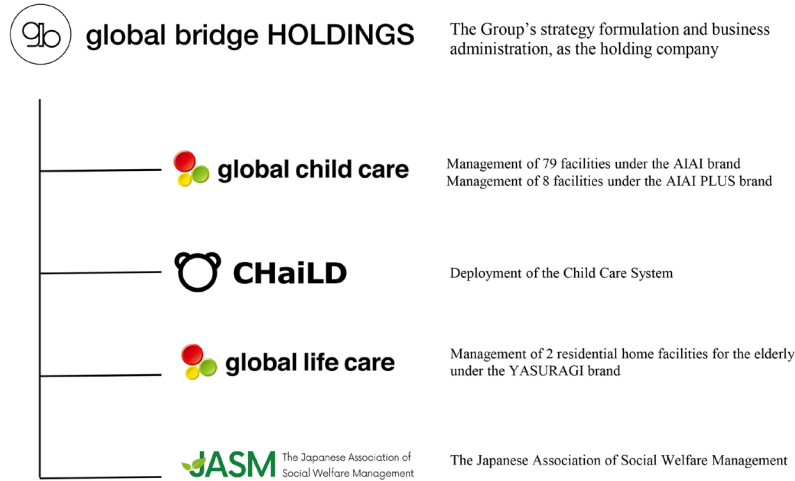 gb
global bridge HOLDINGS
The Group's strategy formulation and business
administration, as the holding company
global child care
Management of 79 facilities under the AIAI brand
Management of 8 facilities under the AIAI PLUS brand
CHaiLD
Deployment of the Child Care System
global life care
Management of 2 residential home facilities for the elderly
under the YASURAGI brand
JASM
The Japanese Association of
Social Welfare Management
The Japanese Association of Social Welfare Management